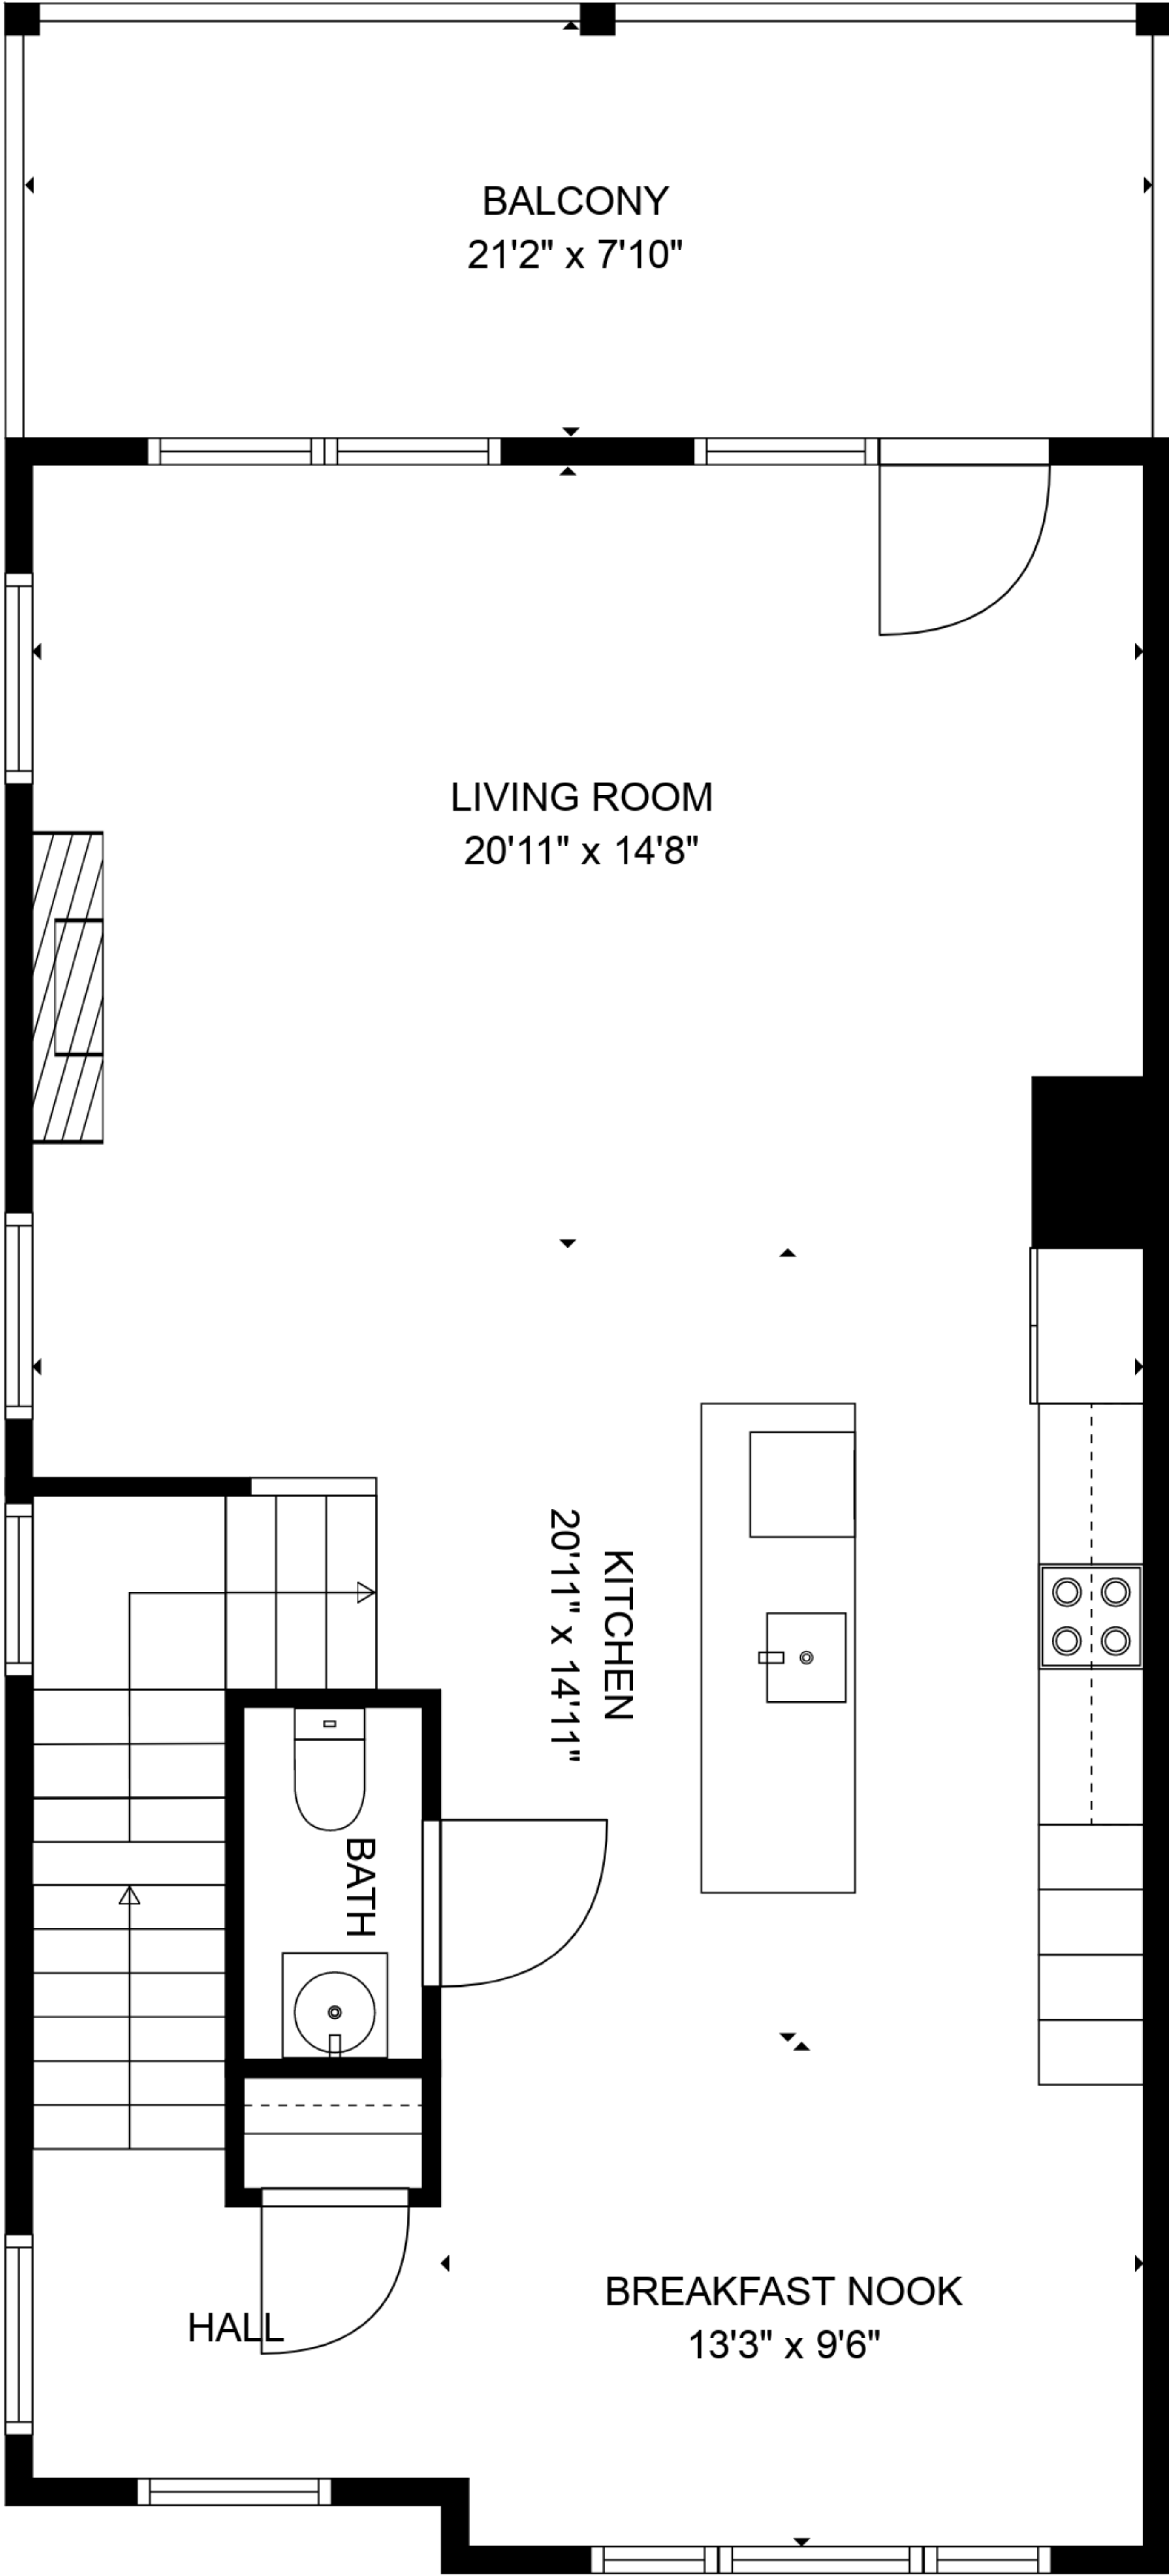 BALCONY
21'2" x 7'10"
LIVING ROOM
20'11" x 14'8"
KITCHEN
20'11" x 14'11"
BATH
BREAKFAST NOOK
13'3" x 9'6"
HALL